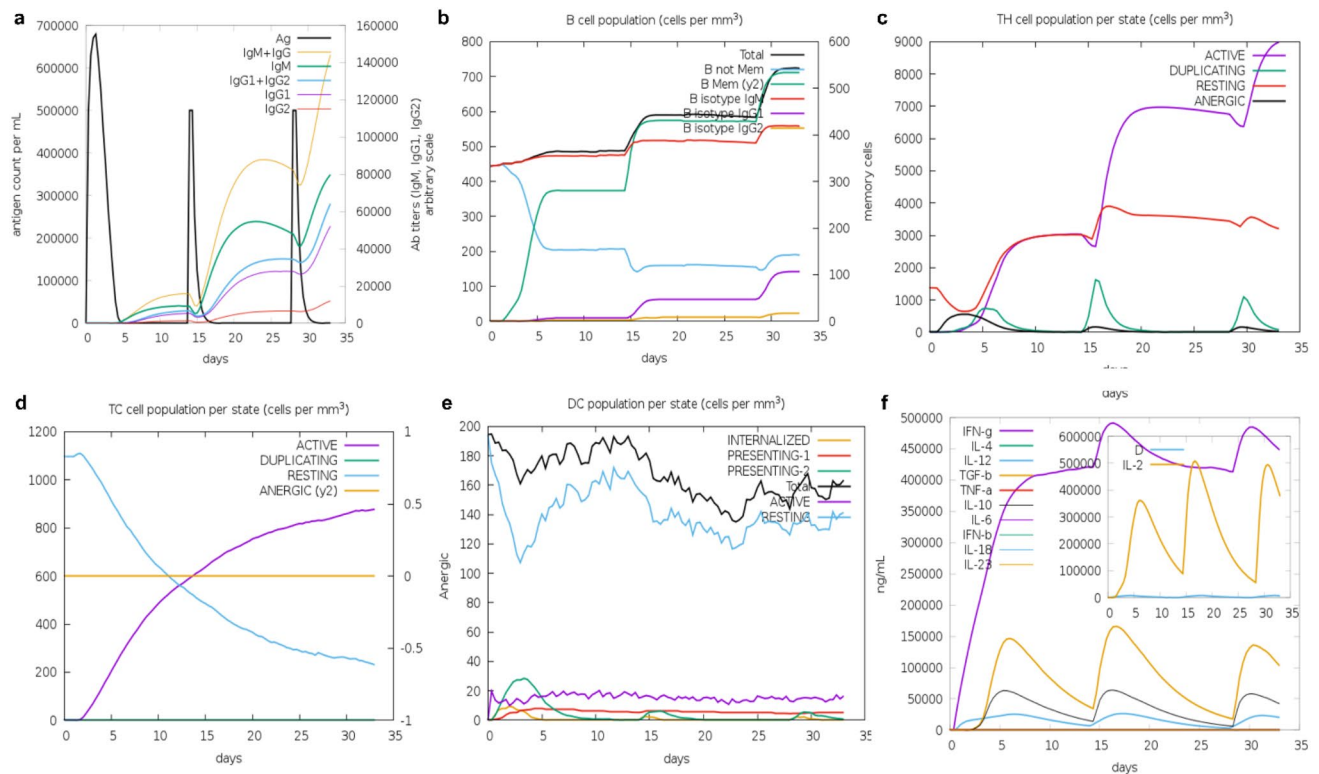 a
700000
600000
500000
400000
300000
200000
100000
0
antigen count per mL
0 5 10 15 20 25 30 35
days
160000
140000
120000
100000
80000
60000
40000
20000
0
Ab titers (IgM, IgG1, IgG2)
arbitrary scale
Ag
IgM+IgG
IgM
IgG1+IgG2
IgG1
IgG2
b
B cell population (cells per mm³)
800
700
600
500
400
300
200
100
0
0 5 10 15 20 25 30 35
days
600
500
400
300
200
100
0
memory cells
Total
B not Mem
B Mem (y2)
B isotype IgM
B isotype IgG1
B isotype IgG2
c
TH cell population per state (cells per mm³)
9000
8000
7000
6000
5000
4000
3000
2000
1000
0
0 5 10 15 20 25 30 35
days
ACTIVE
DUPLICATING
RESTING
ANERGIC
d
TC cell population per state (cells per mm³)
1200
1000
800
600
400
200
0
0 5 10 15 20 25 30 35
days
1
0.5
0
-0.5
-1
ACTIVE
DUPLICATING
RESTING
ANERGIC (y2)
e
DC population per state (cells per mm³)
200
180
160
140
120
100
80
60
40
20
0
Anergic
0 5 10 15 20 25 30 35
days
INTERNALIZED
PRESENTING-1
PRESENTING-2
Total
ACTIVE
RESTING
days
f
500000
450000
400000
350000
300000
250000
200000
150000
100000
50000
0
ng/mL
0 5 10 15 20 25 30 35
days
IFN-g
IL-4
IL-12
TGF-b
TNF-a
IL-10
IL-6
IFN-b
IL-18
IL-23
600000
500000
400000
300000
200000
100000
0
0 5 10 15 20 25 30 35
D
IL-2